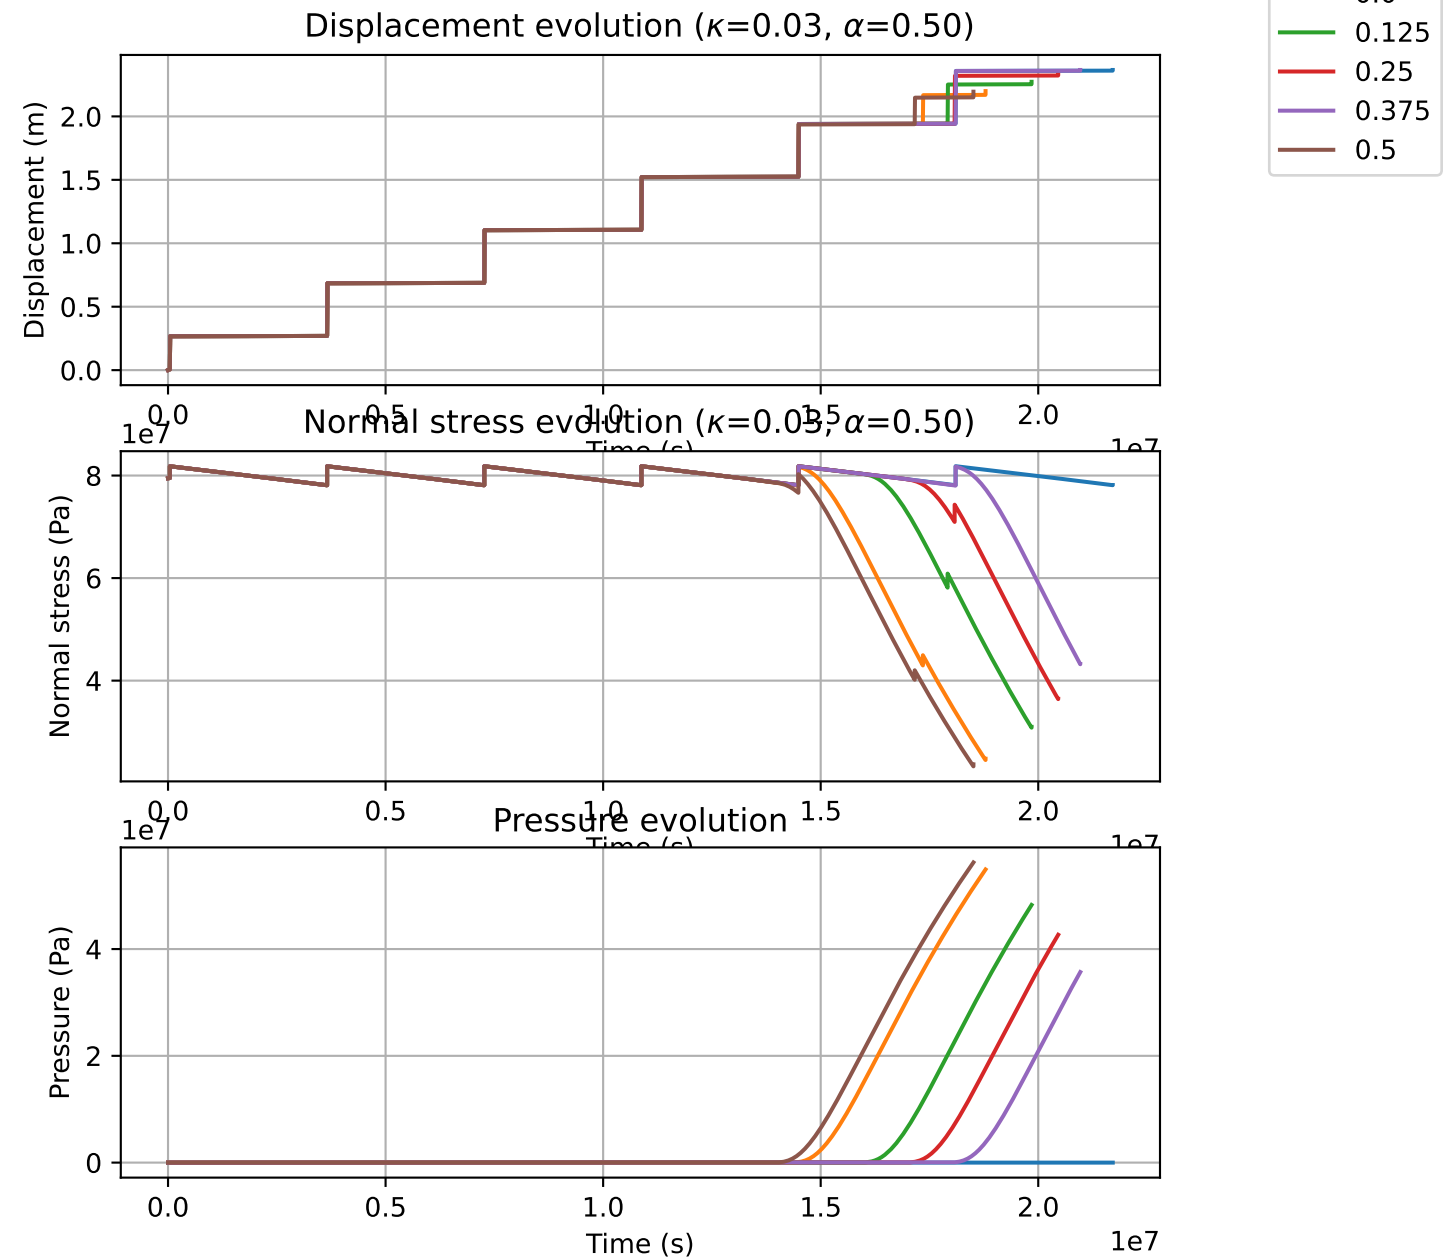 Displacement evolution (κ=0.03, α=0.50)
Displacement (m)
2.0
1.5
1.0
0.5
0.0
0.0 0.5 1.0 1.5 2.0
Time (s)
1e7
0.125
0.25
0.375
0.5
Normal stress evolution (κ=0.03, α=0.50)
1e7
Normal stress (Pa)
8
6
4
0.0 0.5 1.0 1.5 2.0
Time (s)
1e7
Pressure evolution
1e7
Pressure (Pa)
4
2
0
0.0 0.5 1.0 1.5 2.0
Time (s)
1e7